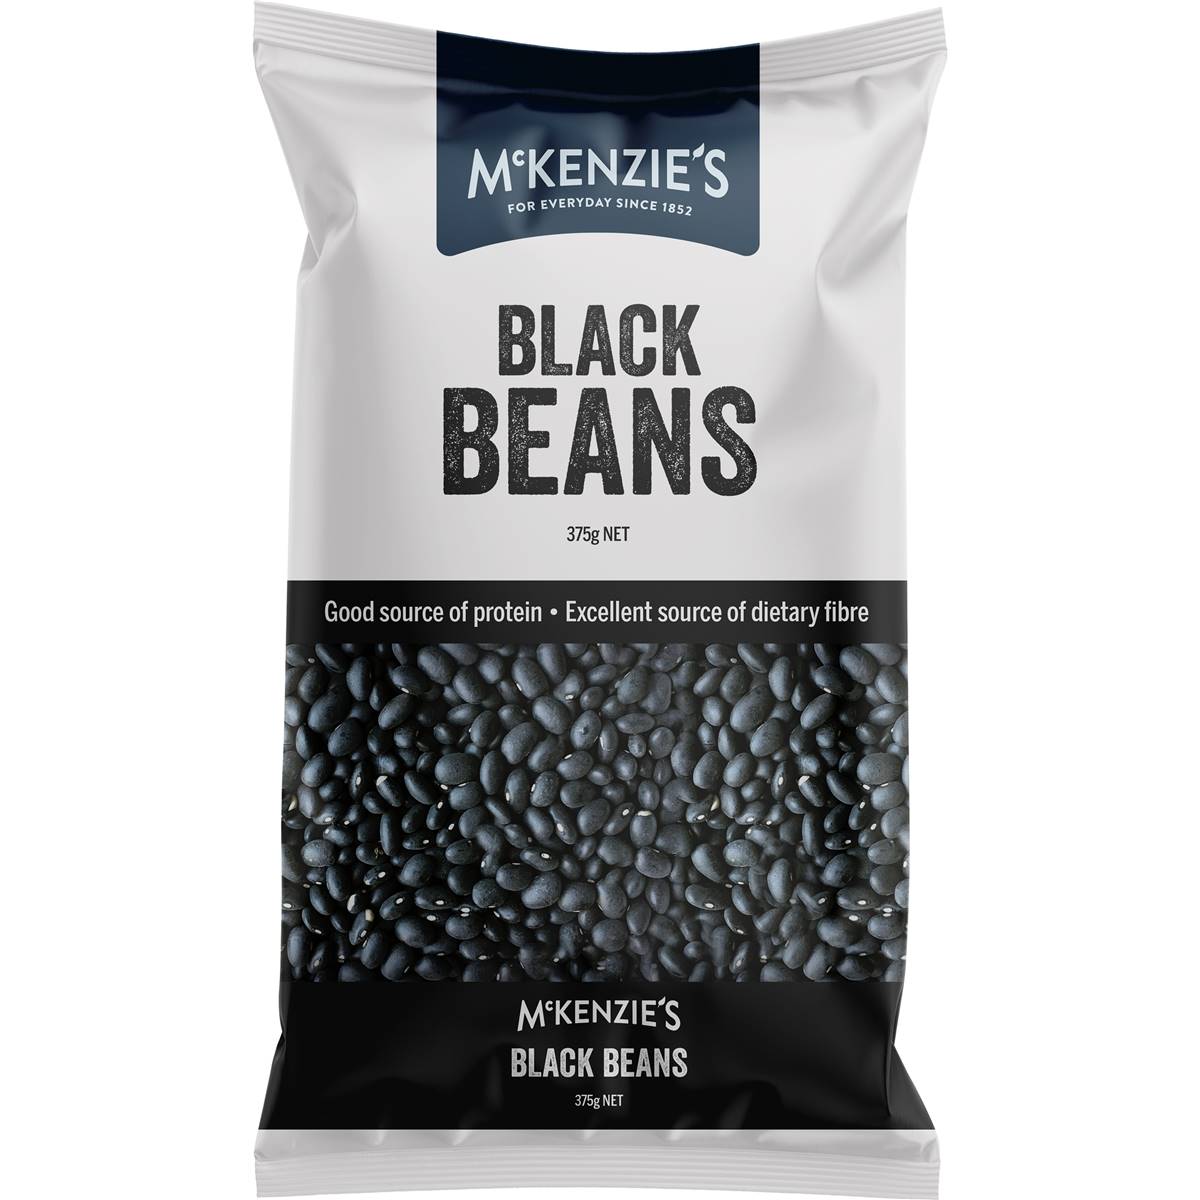 McKENZIE'S
FOR EVERYDAY SINCE 1852
BLACK
BEANS
375g NET
Good source of protein • Excellent source of dietary fibre
McKENZIE'S
BLACK BEANS
375g NET